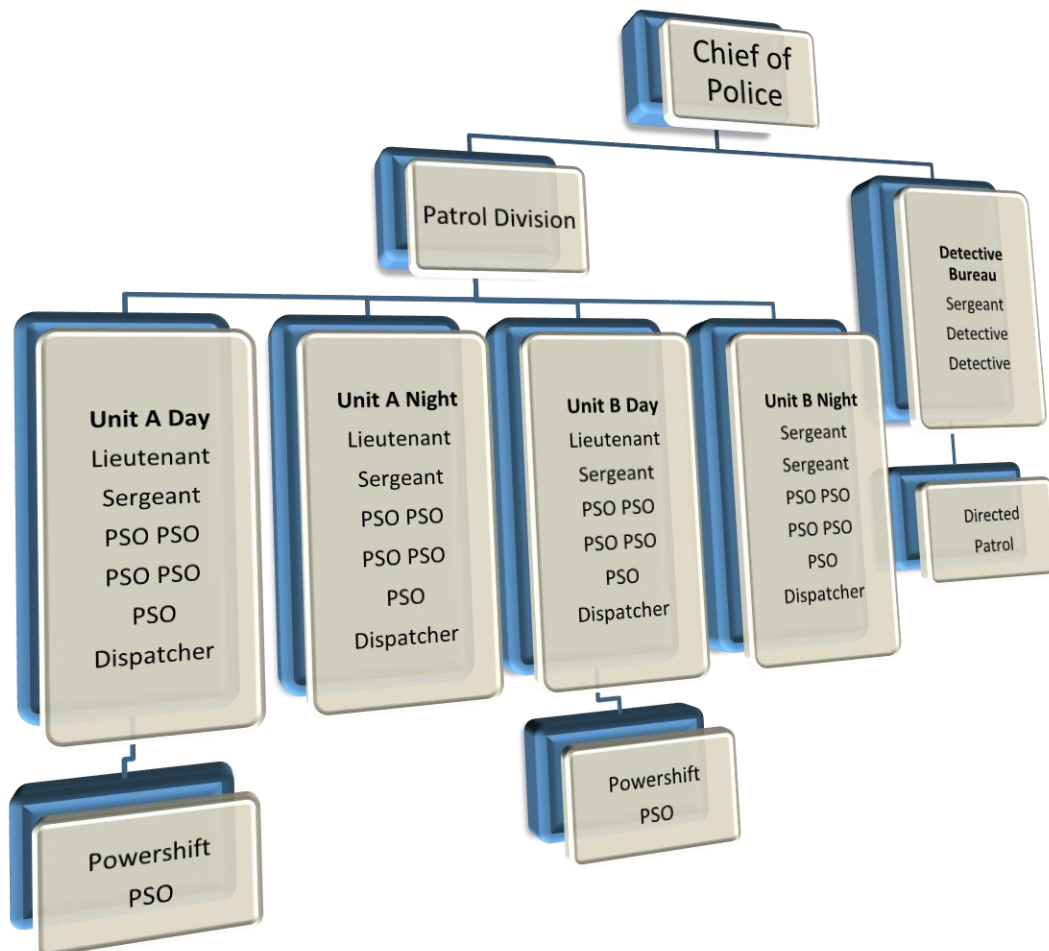 Chief of
Police
Patrol Division
Detective
Bureau
Sergeant
Detective
Detective
Unit A Day
Lieutenant
Sergeant
PSO PSO
PSO PSO
PSO
Dispatcher
Unit A Night
Lieutenant
Sergeant
PSO PSO
PSO PSO
PSO
Dispatcher
Unit B Day
Lieutenant
Sergeant
PSO PSO
PSO PSO
PSO
Dispatcher
Unit B Night
Sergeant
Sergeant
PSO PSO
PSO PSO
PSO
Dispatcher
Directed
Patrol
Powershift
PSO
Powershift
PSO